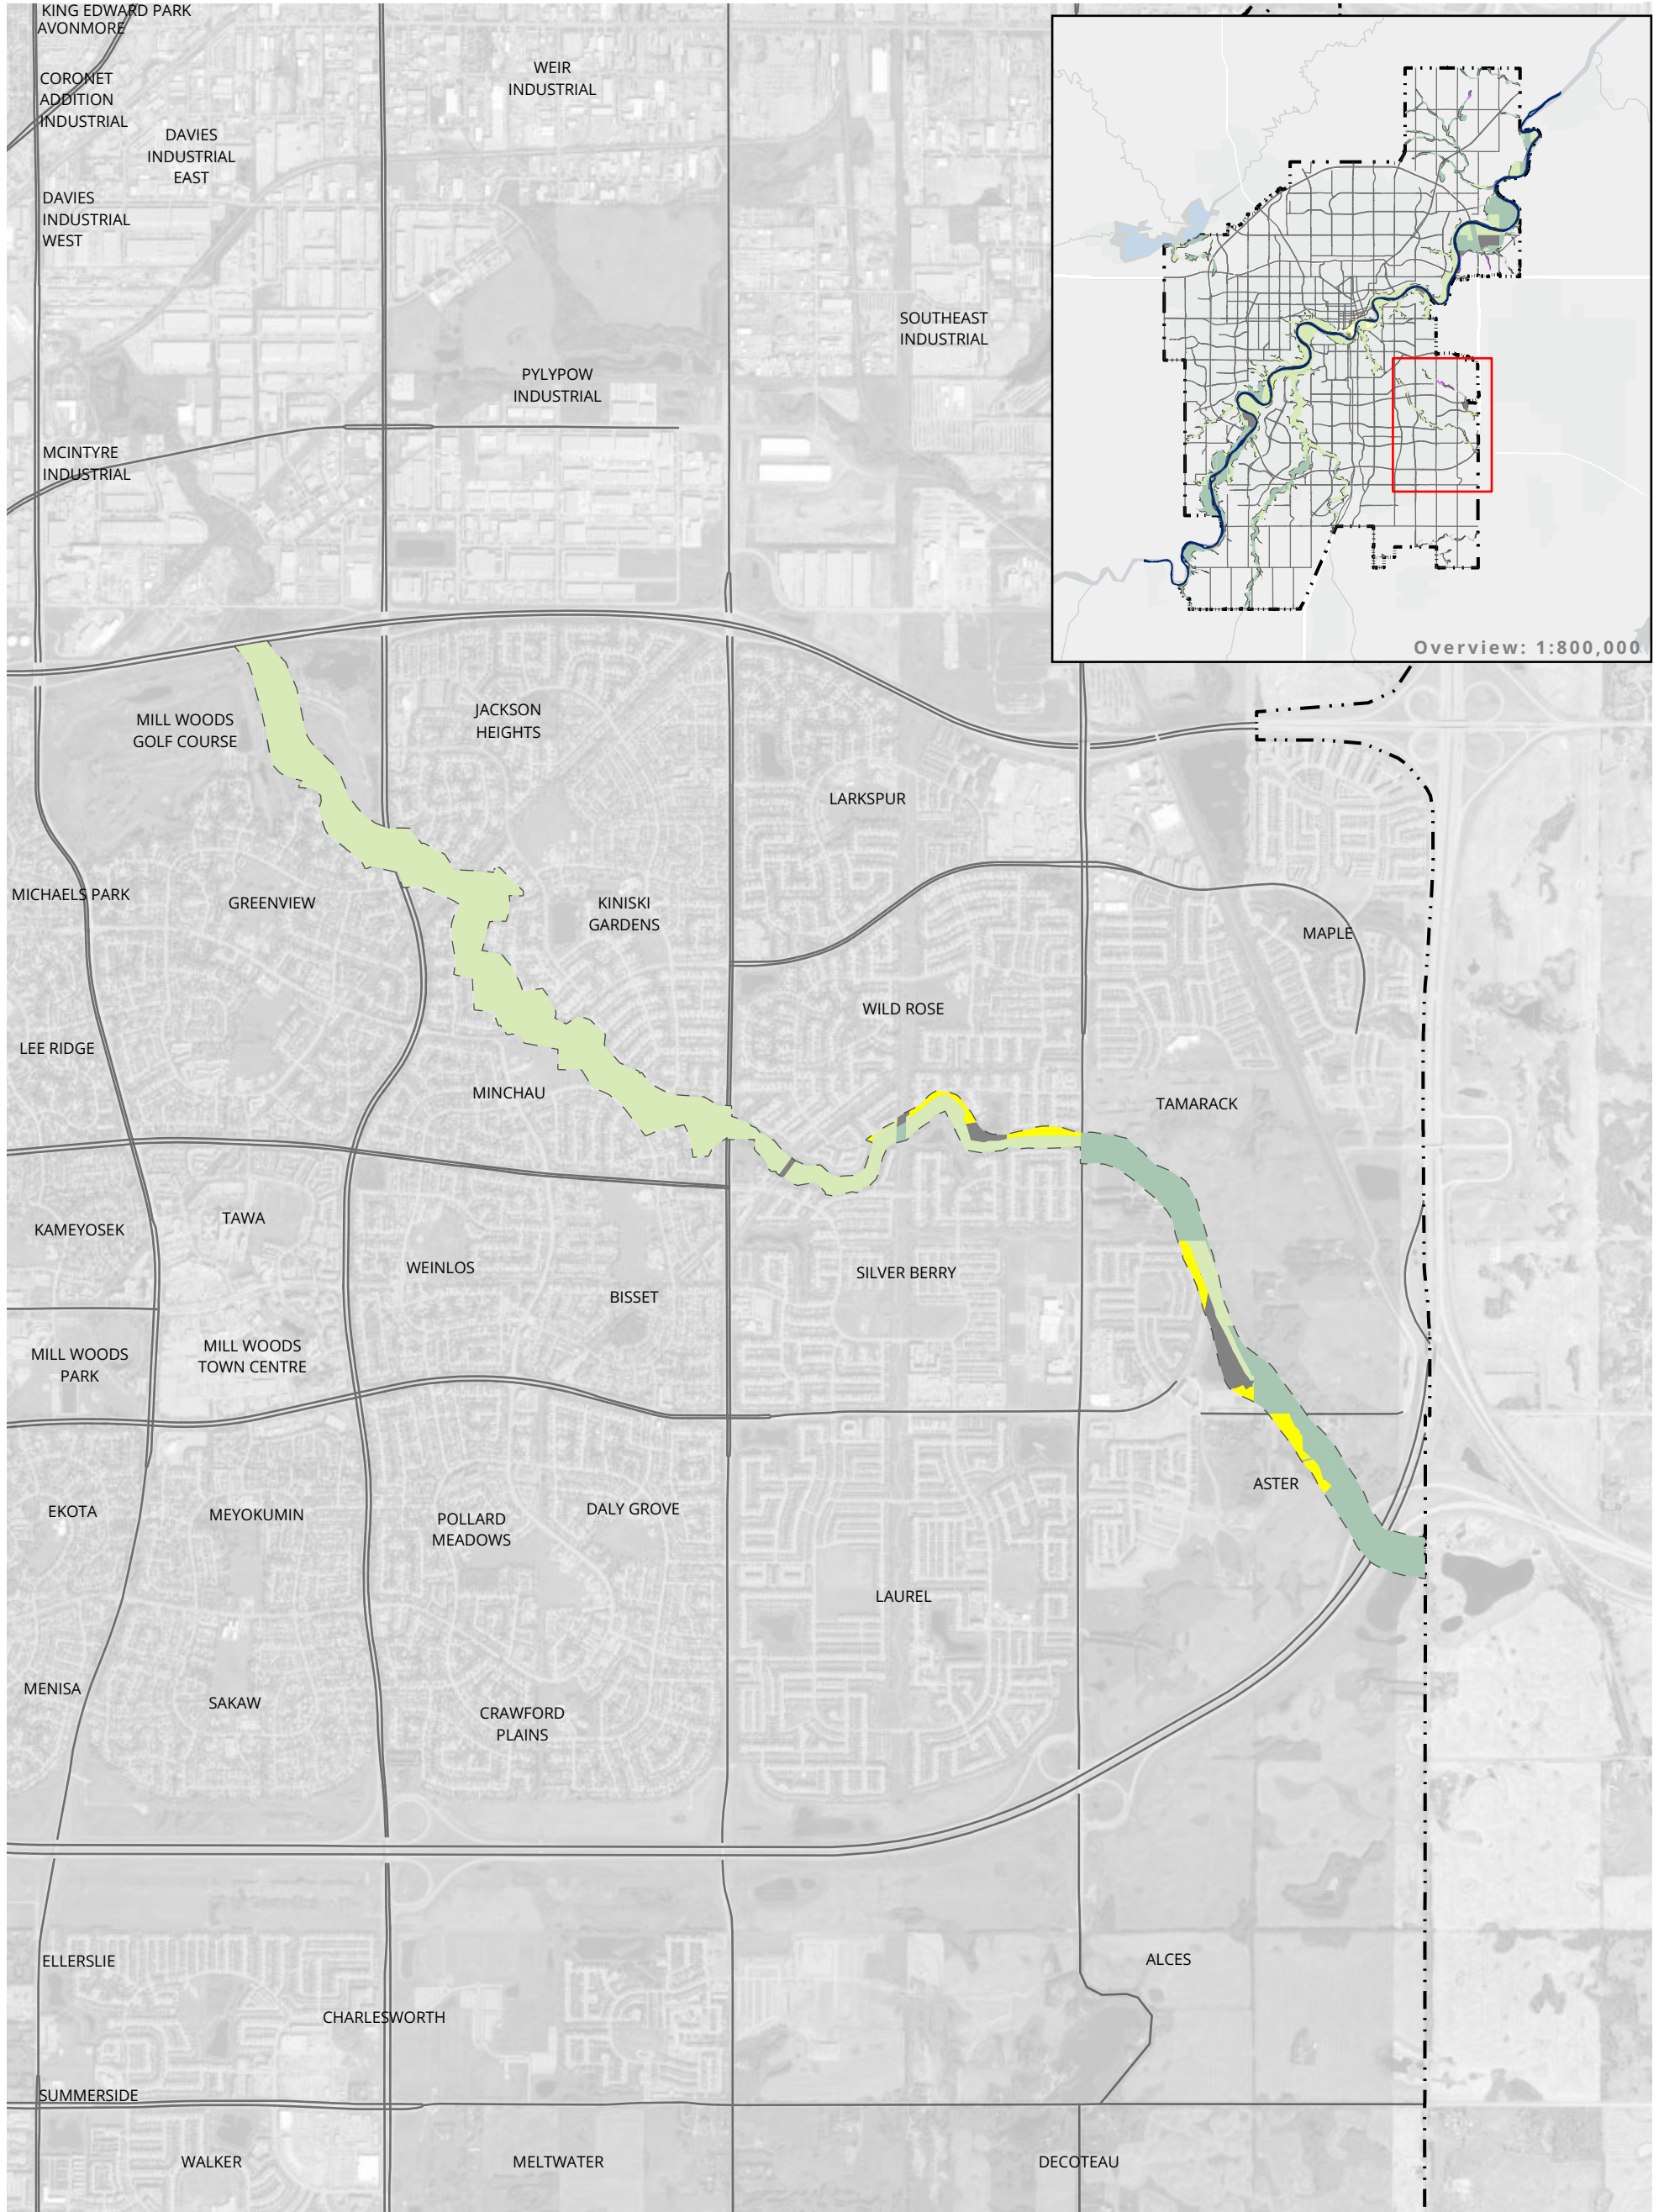 KING EDWARD PARK
AVONMORE
CORONET
ADDITION
INDUSTRIAL
WEIR
INDUSTRIAL
DAVIES
INDUSTRIAL
EAST
DAVIES
INDUSTRIAL
WEST
SOUTHEAST
INDUSTRIAL
PYLYPOW
INDUSTRIAL
MCINTYRE
INDUSTRIAL
Overview: 1:800,000
MILL WOODS
GOLF COURSE
JACKSON
HEIGHTS
LARKSPUR
MICHAELS PARK
GREENVIEW
KINISKI
GARDENS
MAPLE
WILD ROSE
LEE RIDGE
MINCHAU
TAMARACK
KAMEYOSEK
TAWA
WEINLOS
BISSET
SILVER BERRY
MILL WOODS
PARK
MILL WOODS
TOWN CENTRE
EKOTA
MEYOKUMIN
POLLARD
MEADOWS
DALY GROVE
ASTER
LAUREL
MENISA
SAKAW
CRAWFORD
PLAINS
ELLERSLIE
ALCES
CHARLESWORTH
SUMMERSIDE
WALKER
MELTWATER
DECOTEAU